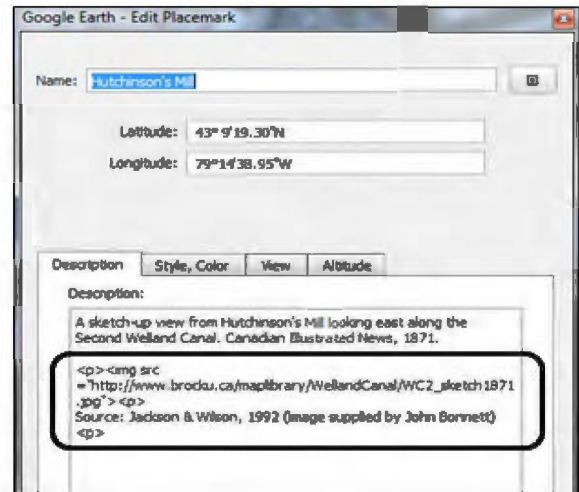 Google Earth - Edit Placemark
Name: Hutchinson's Mill
Latitude: 43° 9'19.30"N
Longitude: 79°14'38.95"W
Description Style, Color View Altitude
Description:
A sketch-up view from Hutchinson's Mill looking east along the
Second Welland Canal. Canadian Illustrated News, 1871.
<p><img src
="http://www.brocku.ca/maplibrary/WellandCanal/WC2_sketch1871
.jpg"><p>
Source: Jackson & Wilson, 1992 (image supplied by John Bonnett)
<p>